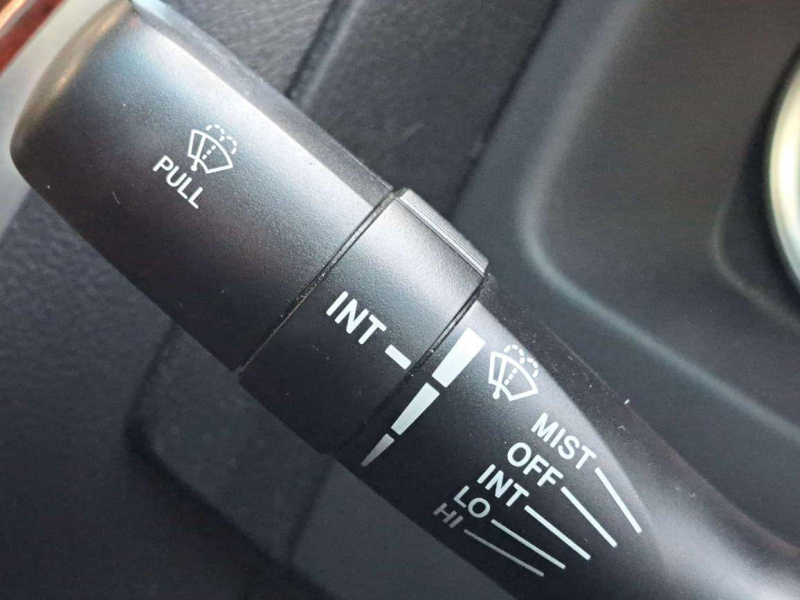 PULL
INT
MIST
OFF
INT
LO
HI